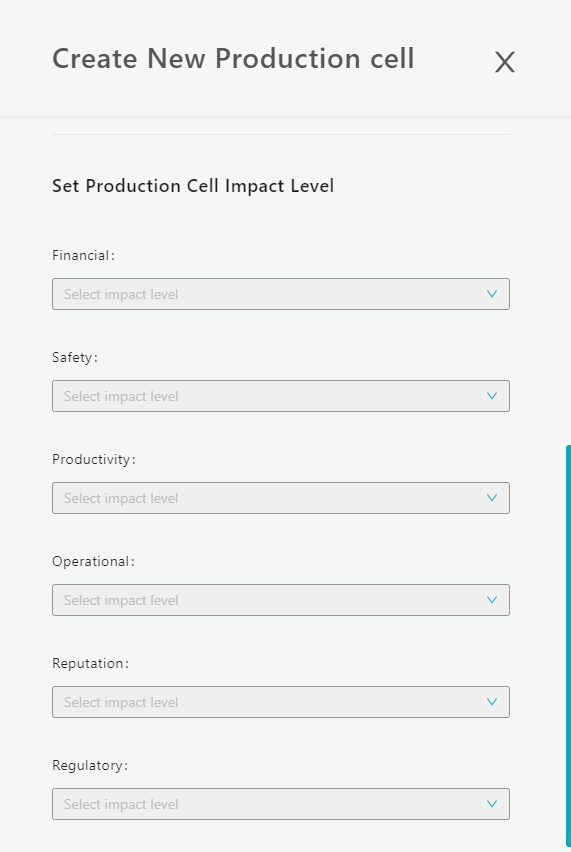 Create New Production cell
X
Set Production Cell Impact Level
Financial:
Select impact level
Safety:
Select impact level
Productivity:
Select impact level
Operational:
Select impact level
Reputation:
Select impact level
Regulatory:
Select impact level